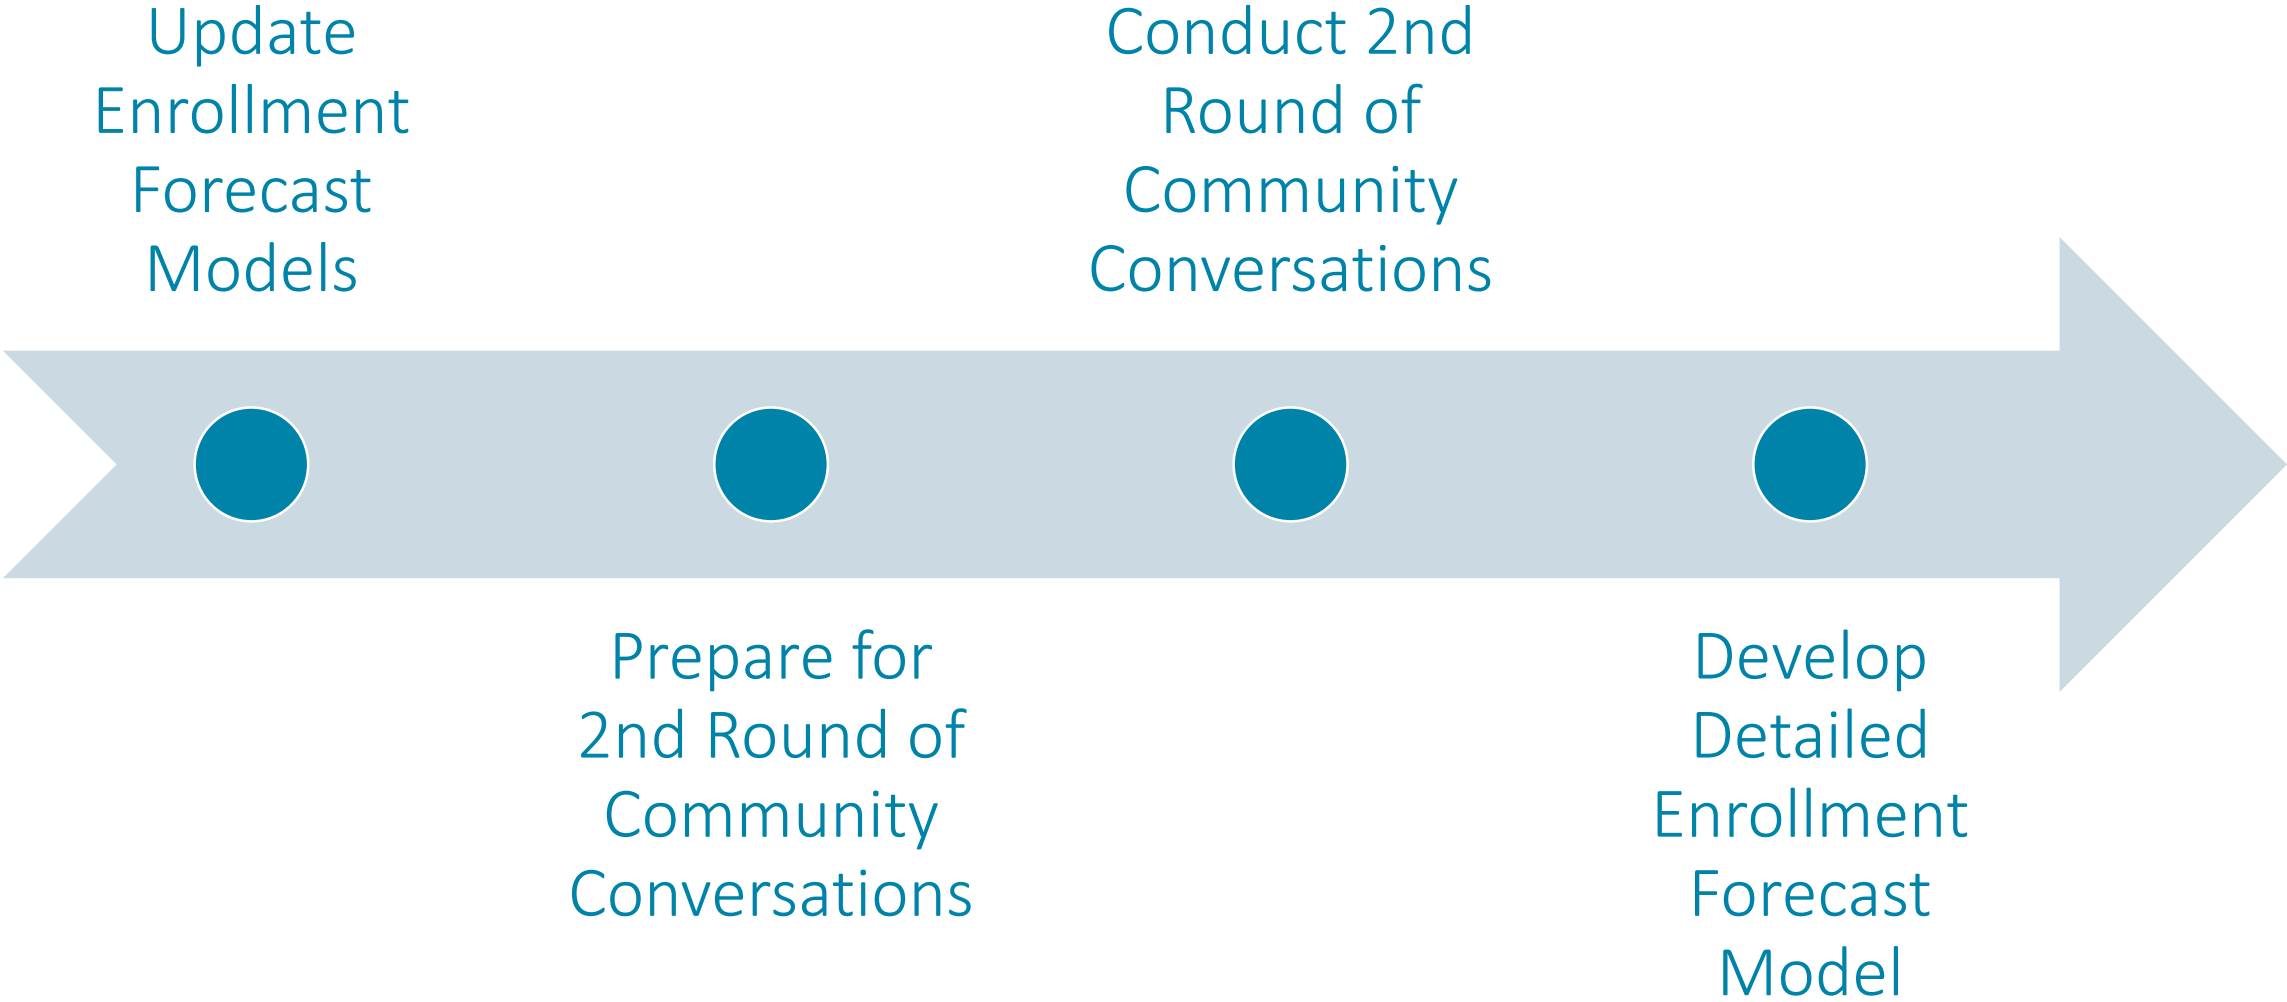 Update
Enrollment
Forecast
Models
Prepare for
2nd Round of
Community
Conversations
Conduct 2nd
Round of
Community
Conversations
Develop
Detailed
Enrollment
Forecast
Model